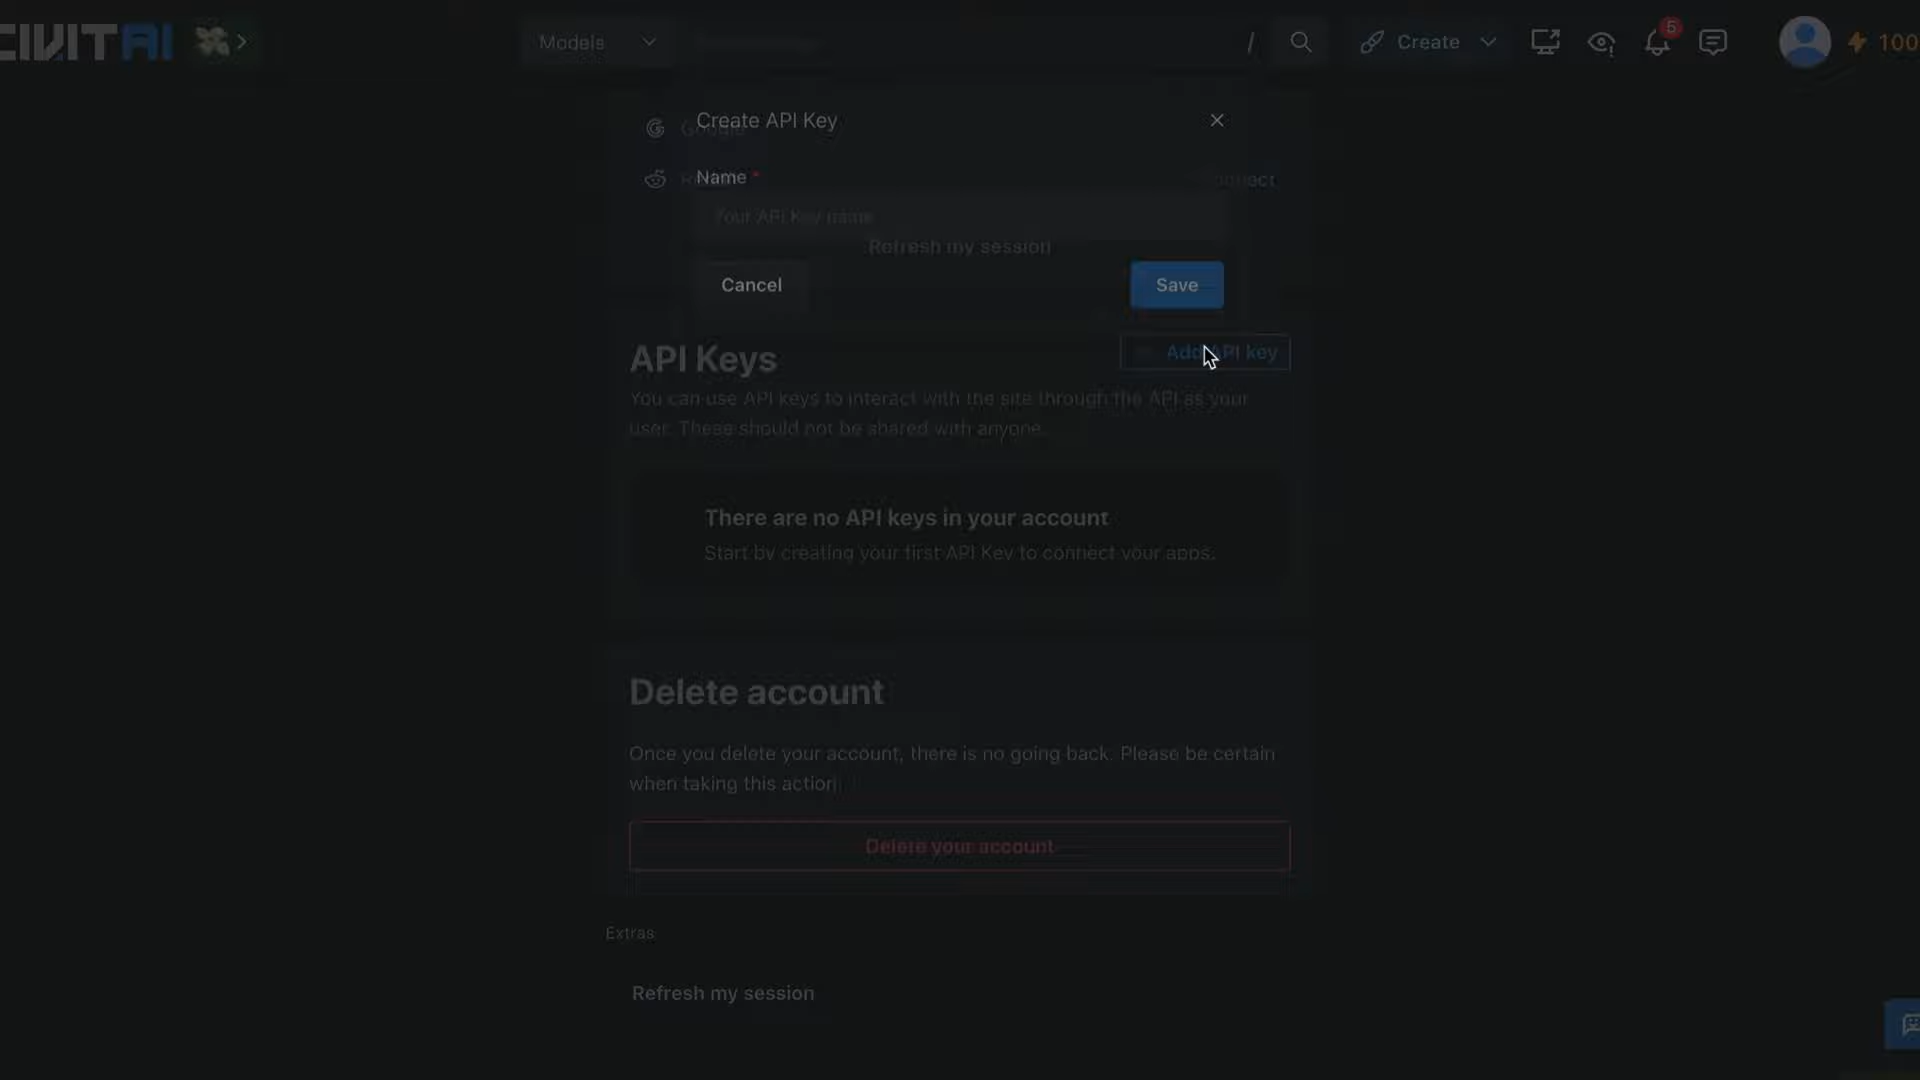 CIVITAI
Models
/
Create
5
100
Create API Key
Google
Name *
Your API Key name
Refresh my session
Cancel
Save
API Keys
Add API key
You can use API keys to interact with the site through the API as your
user. These should not be shared with anyone.
There are no API keys in your account
Start by creating your first API Key to connect your apps.
Delete account
Once you delete your account, there is no going back. Please be certain
when taking this action
Delete your account
Extras
Refresh my session